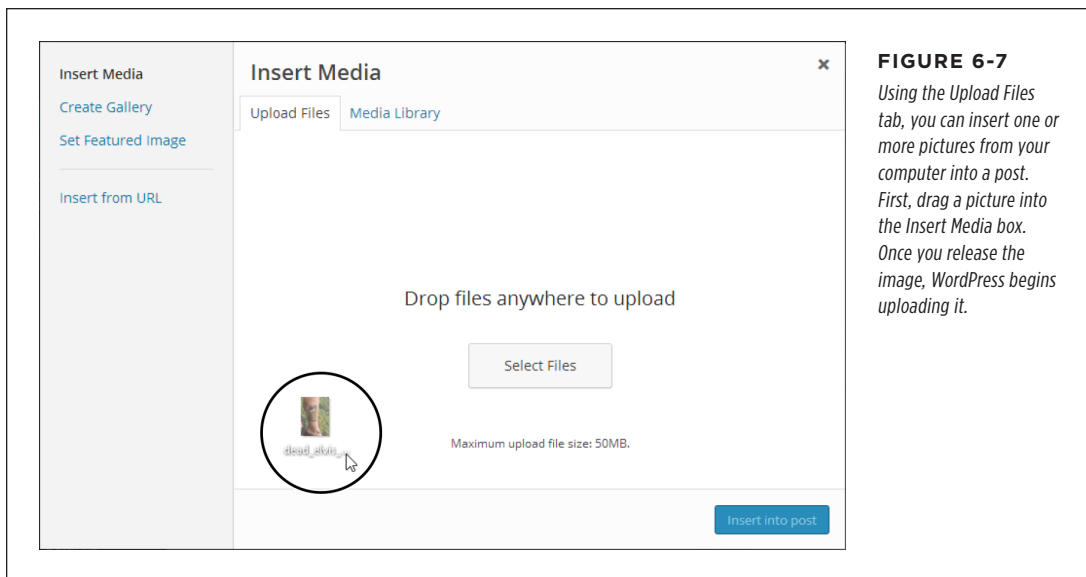 Insert Media
Create Gallery
Set Featured Image
Insert from URL
Insert Media
×
Upload Files
Media Library
Drop files anywhere to upload
Select Files
dead_elvis_...
Maximum upload file size: 50MB.
Insert into post
FIGURE 6-7
Using the Upload Files
tab, you can insert one or
more pictures from your
computer into a post.
First, drag a picture into
the Insert Media box.
Once you release the
image, WordPress begins
uploading it.